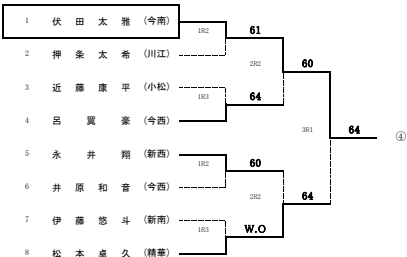 1 伏田太雅 (今南)
1R2 61
2 押条太希 (川江)
2R2 60
3 近藤康平 (小松)
1R3 64
4 呂翼豪 (今西)
3R1 64 ④
5 永井翔 (新西)
1R2 60
6 井原和音 (今西)
2R2 64
7 伊藤悠斗 (新南)
1R3 W.O
8 松本卓久 (精華)